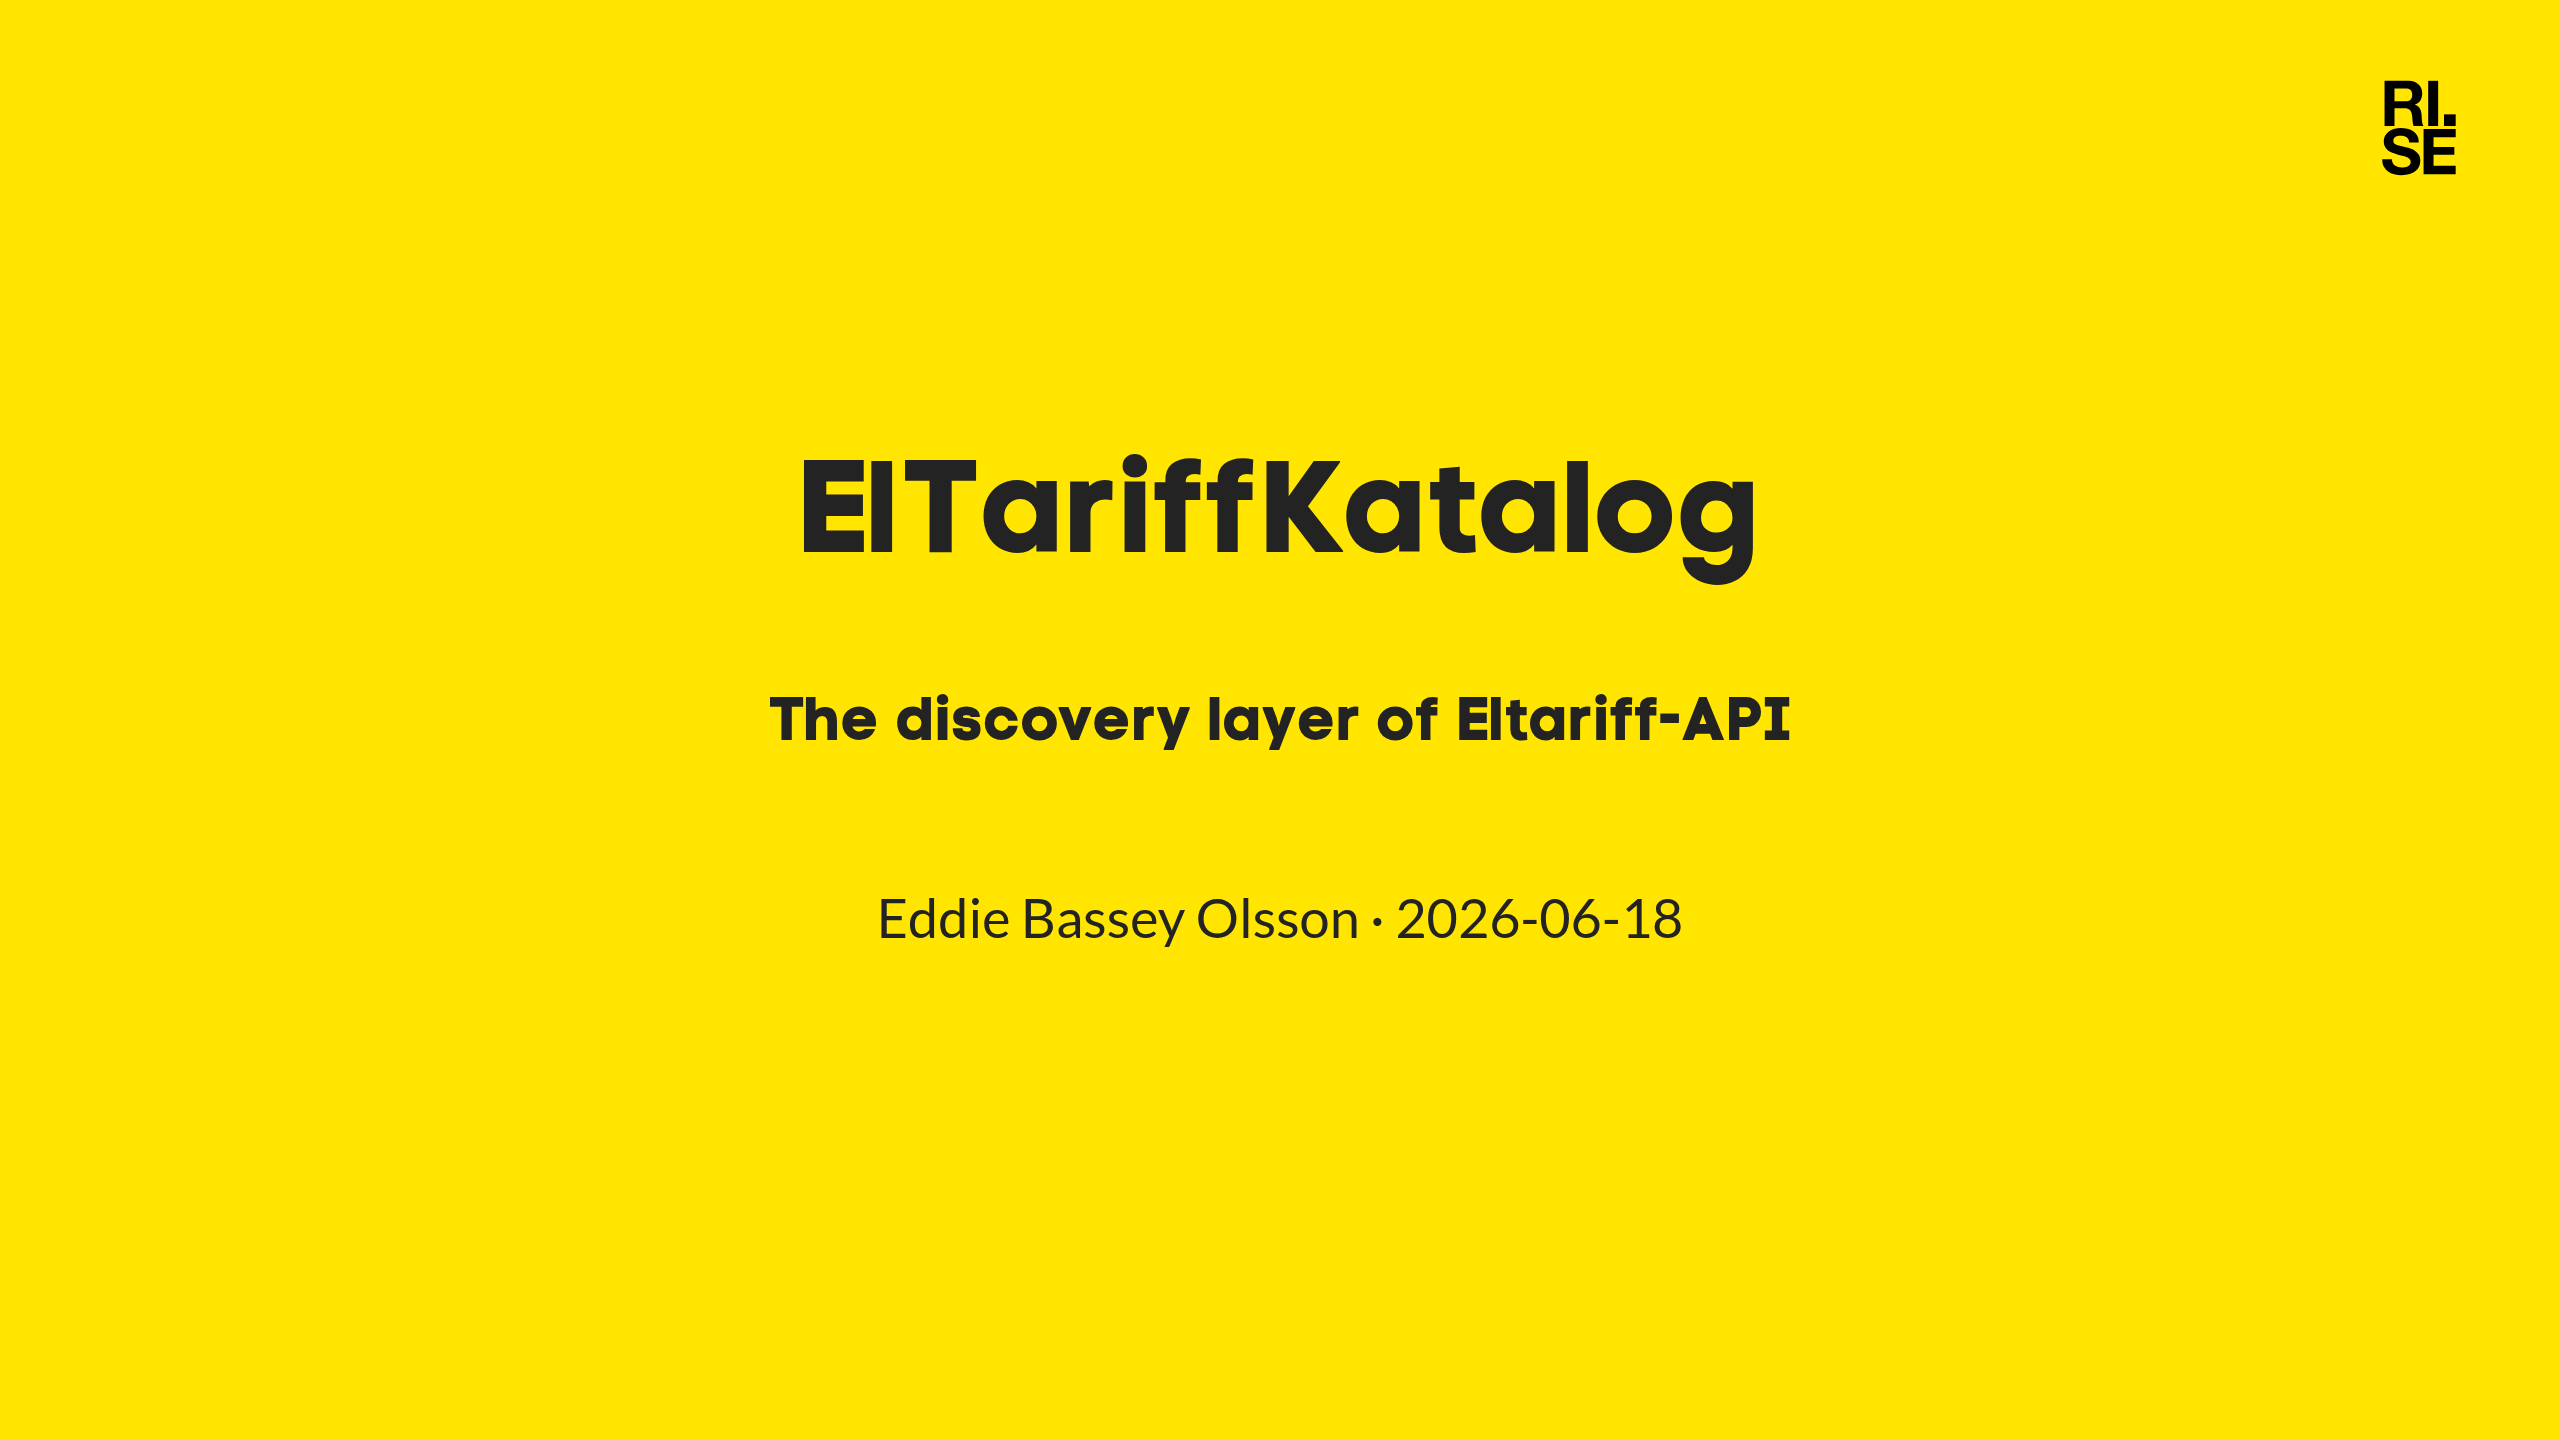 RI.
SE
ElTariffKatalog
The discovery layer of Eltariff-API
Eddie Bassey Olsson · 2026-06-18